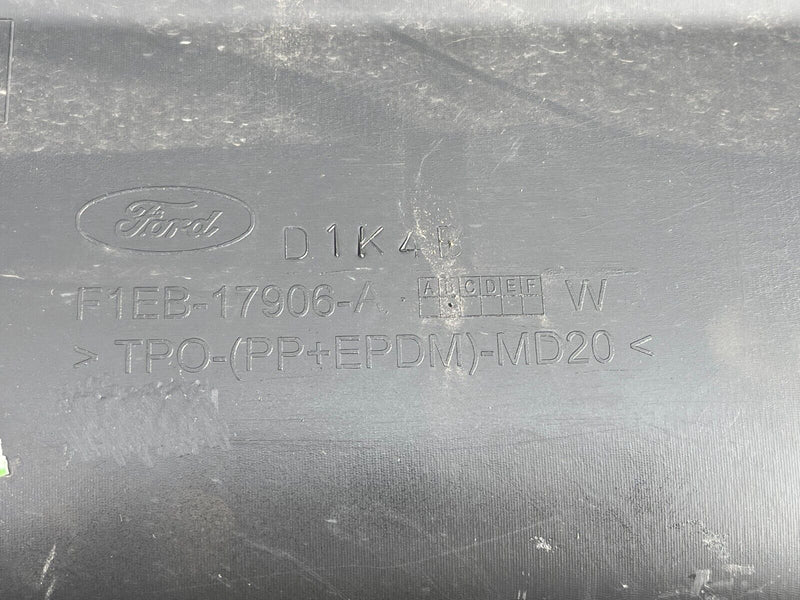 Ford
D1K4
F1EB-17906-A A C D E F W
> TPO-(PP+EPDM)-MD20 <